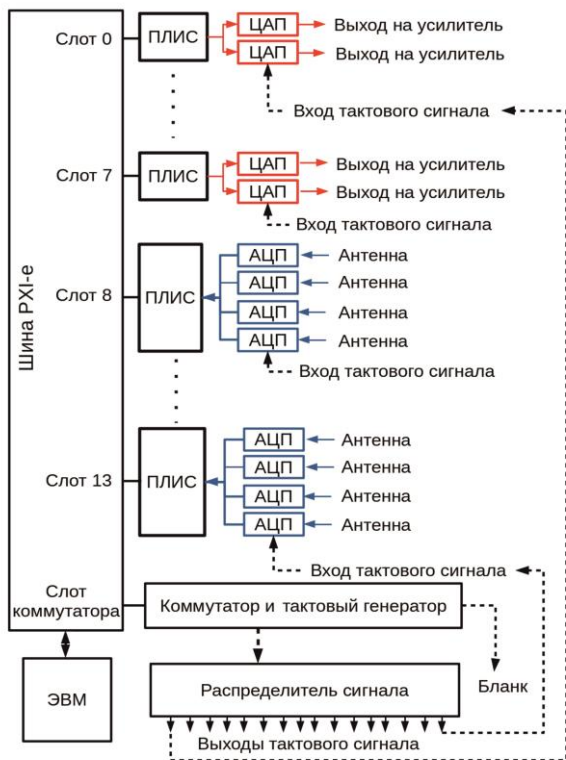 Слот 0
ПЛИС
ЦАП
Выход на усилитель
ЦАП
Выход на усилитель
Вход тактового сигнала
Слот 7
ПЛИС
ЦАП
Выход на усилитель
ЦАП
Выход на усилитель
Вход тактового сигнала
Шина PXI-e
Слот 8
ПЛИС
АЦП
Антенна
АЦП
Антенна
АЦП
Антенна
АЦП
Антенна
Вход тактового сигнала
Слот 13
ПЛИС
АЦП
Антенна
АЦП
Антенна
АЦП
Антенна
АЦП
Антенна
Вход тактового сигнала
Слот
коммутатора
Коммутатор и тактовый генератор
ЭВМ
Распределитель сигнала
Бланк
Выходы тактового сигнала